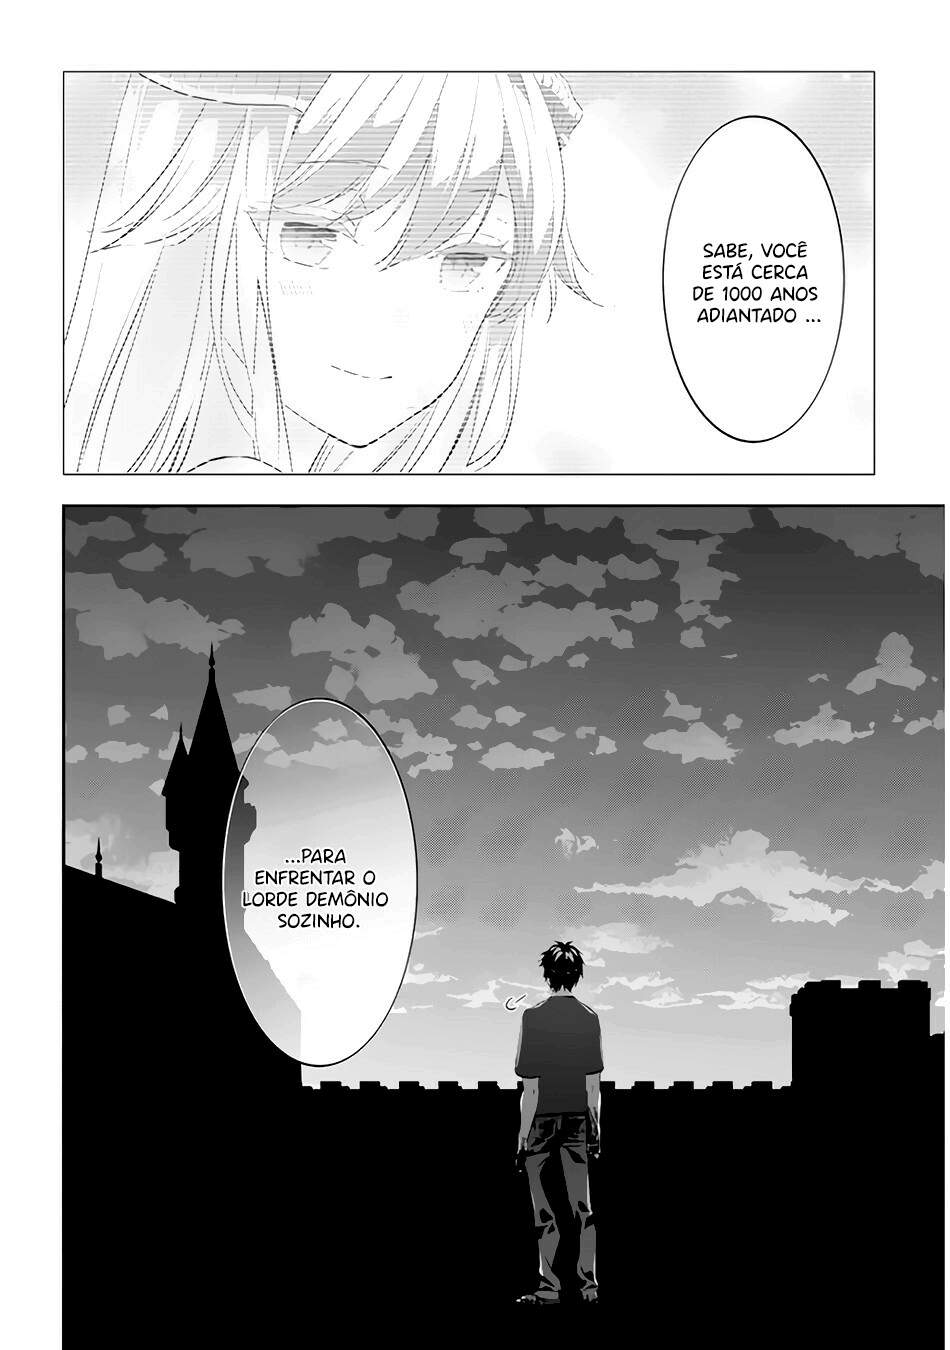 SABE, VOCÊ
ESTÁ CERCA
DE 1000 ANOS
ADIANTADO ...
...PARA
ENFRENTAR O
LORDE DEMÔNIO
SOZINHO.